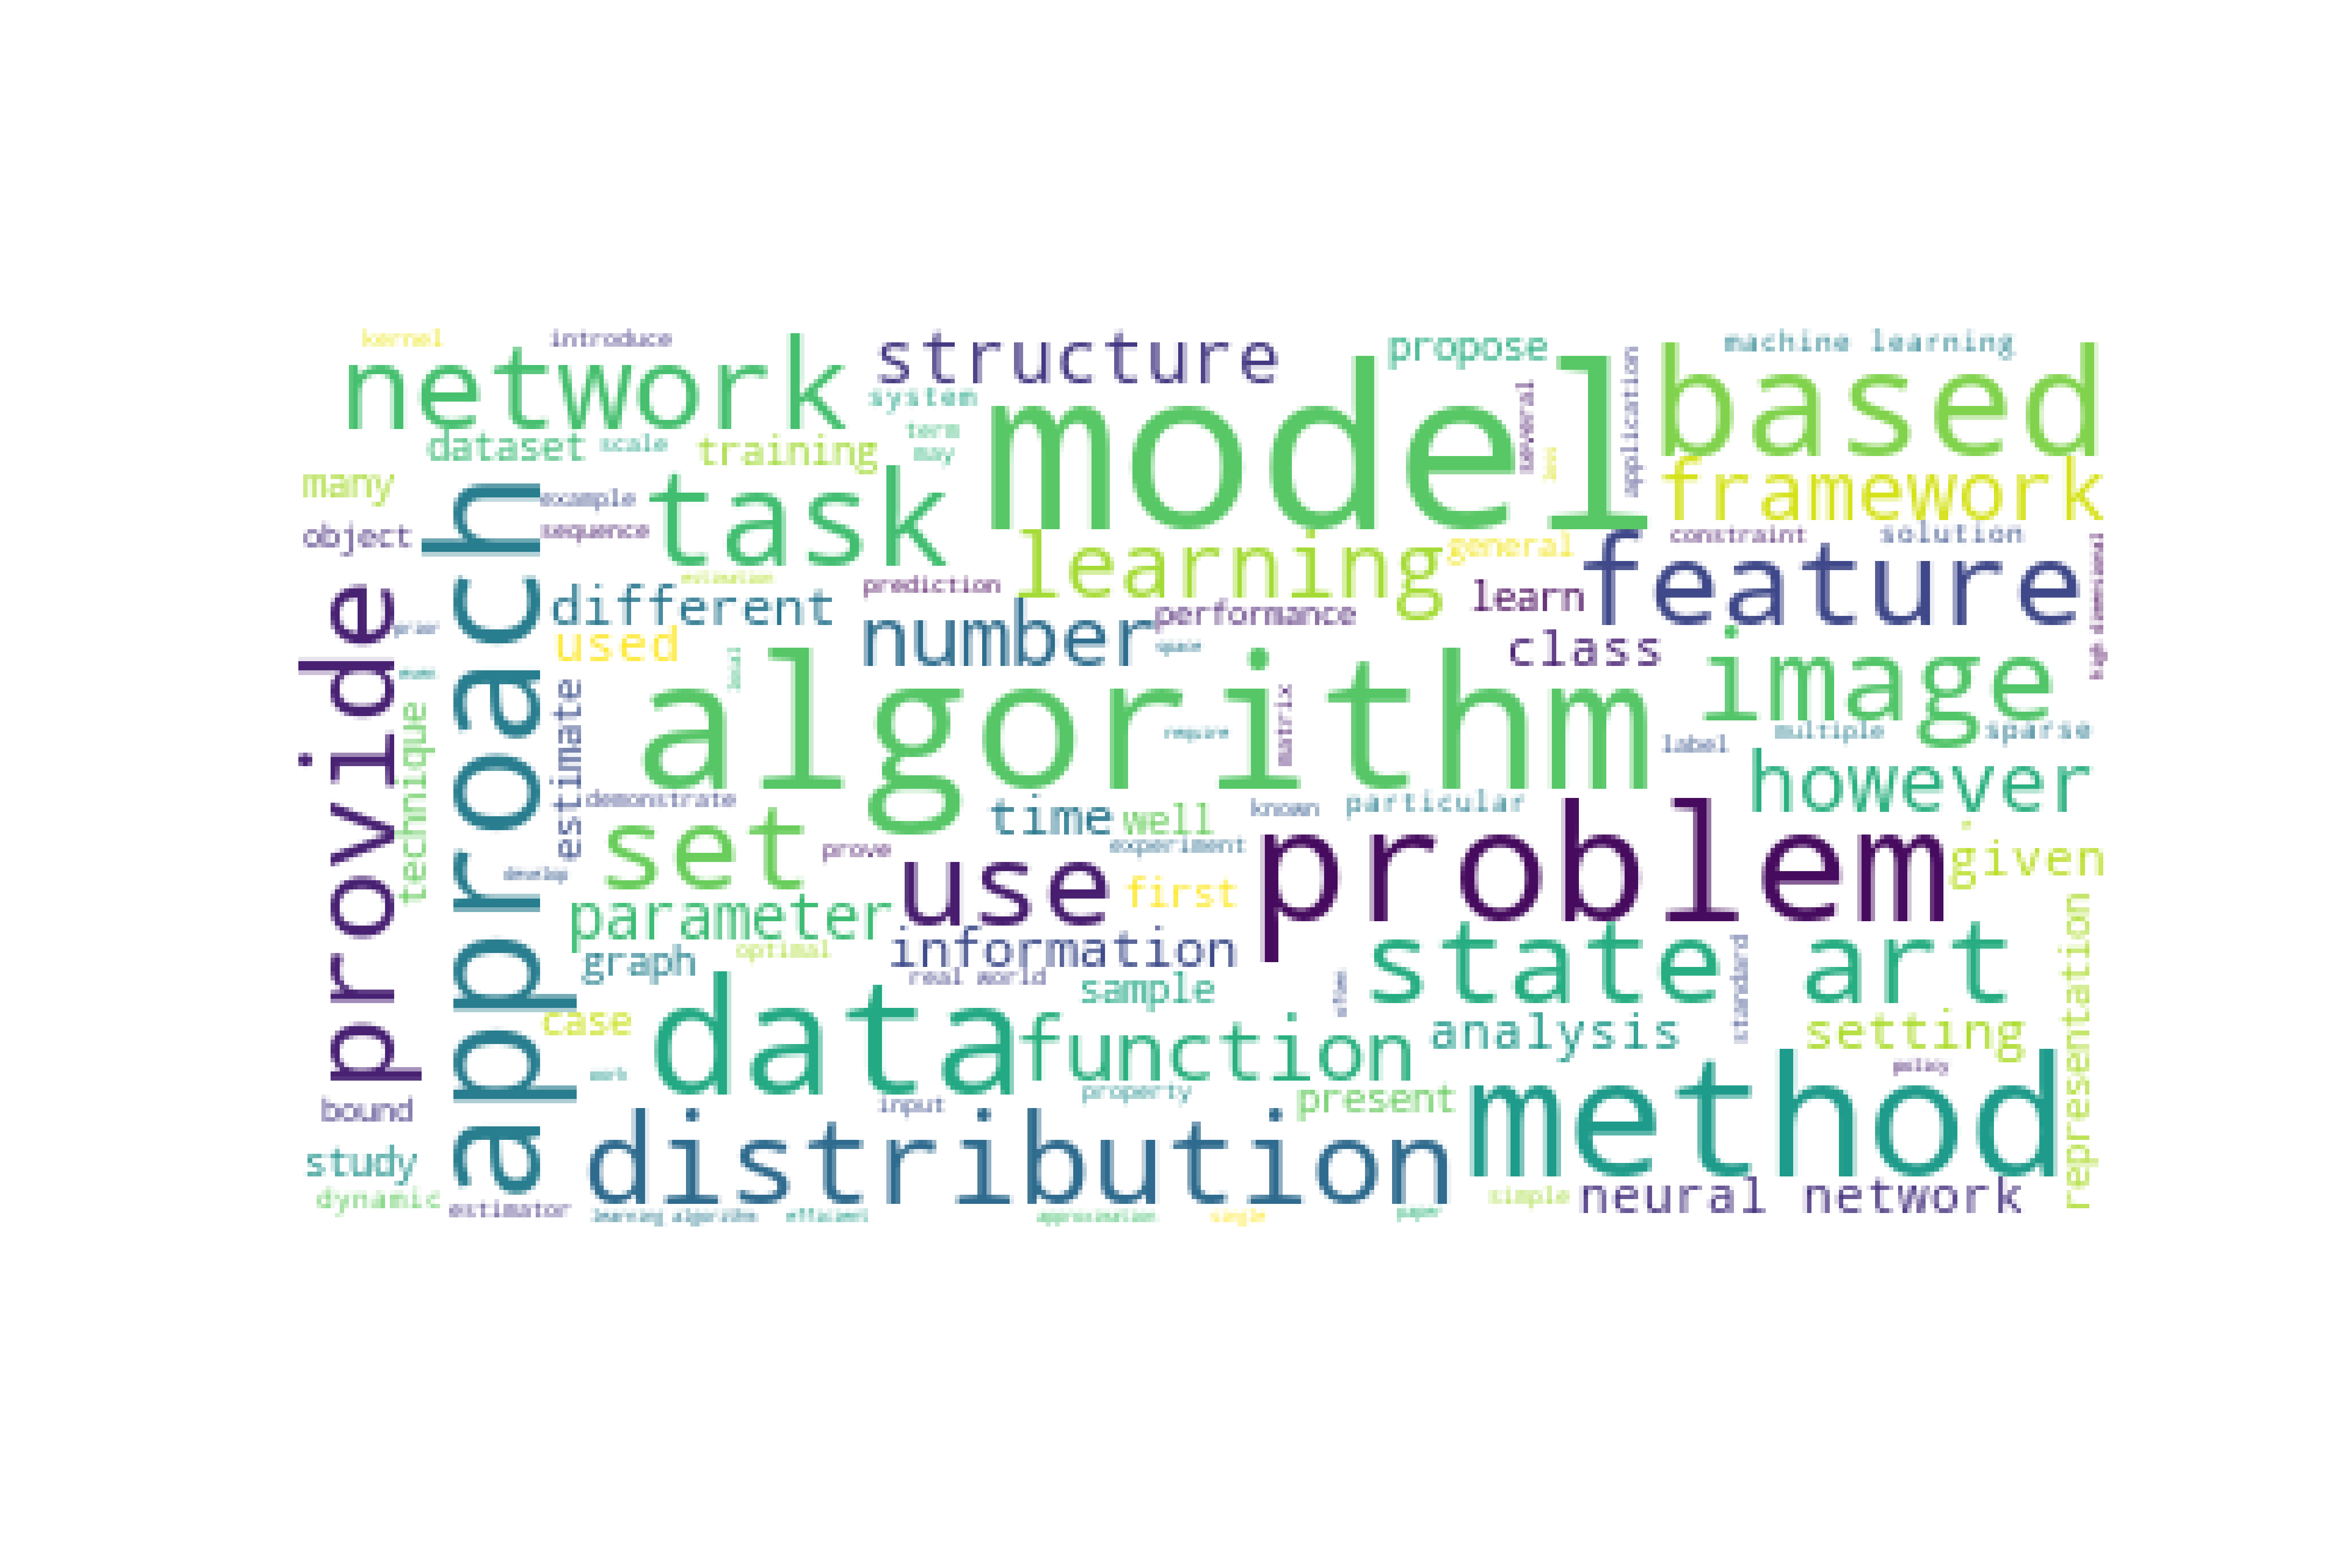 kernel
introduce
structure
propose
machine learning
network
model
based
system
several
application
dataset
scale
training
term
may
loss
many
approach
example
task
framework
object
sequence
learning
general
constraint
solution
high dimensional
provide
estimation
prediction
learn
feature
different
number
performance
prior
used
space
class
image
local
algorithm
technique
estimate
require
matrix
label
multiple
sparse
however
demonstrate
time
well
known
particular
set
problem
prove
experiment
given
develop
use
first
parameter
information
state art
representation
graph
optimal
real world
standard
sample
often
case
data
function
analysis
setting
work
property
policy
bound
input
present
method
distribution
study
dynamic
estimator
simple
neural network
learning algorithm
efficient
approximation
single
paper